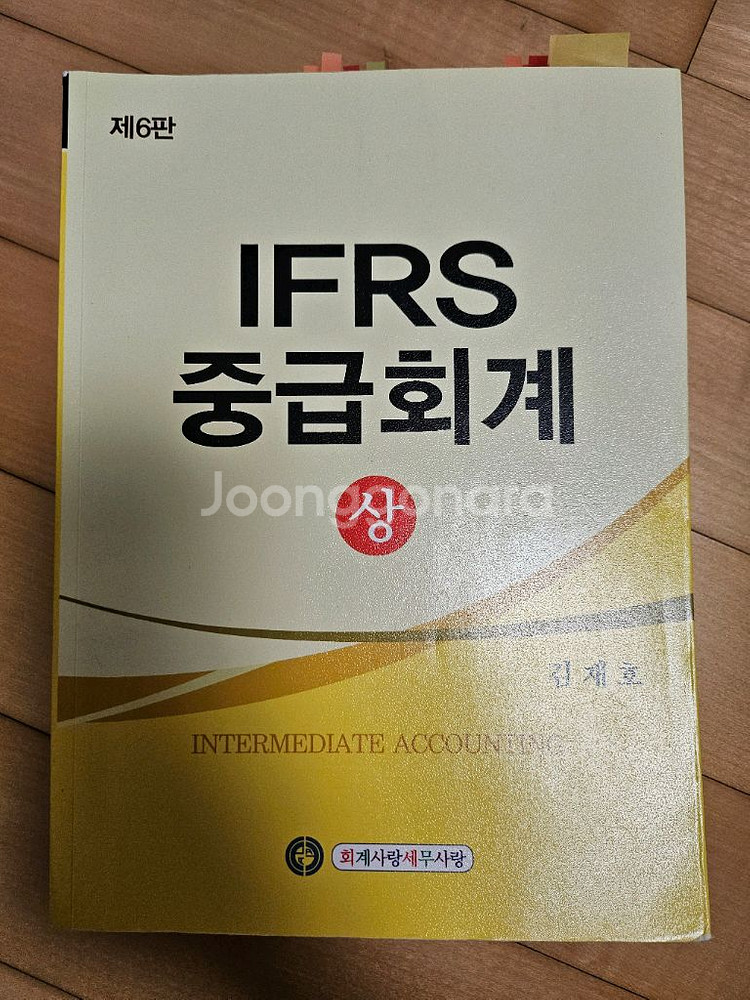 제6판
IFRS
중급회계
Joonggonara
상
김재호
INTERMEDIATE ACCOUNTING
회계사랑세무사랑